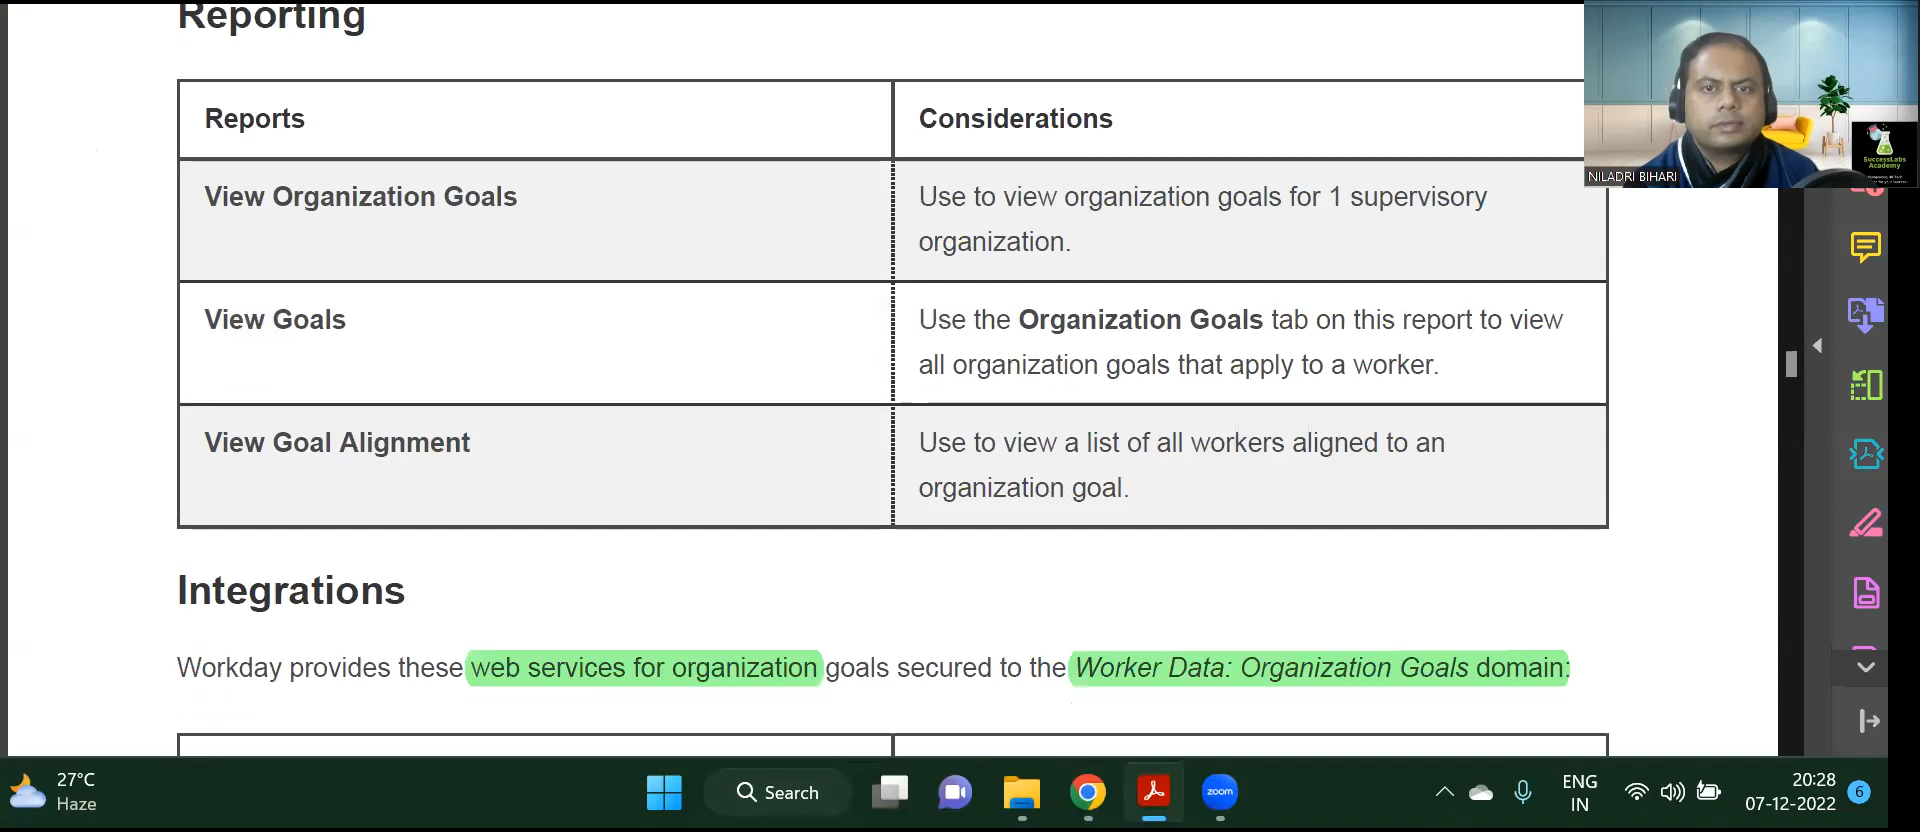 Reporting
Reports
Considerations
View Organization Goals
Use to view organization goals for 1 supervisory
organization.
View Goals
Use the Organization Goals tab on this report to view
all organization goals that apply to a worker.
View Goal Alignment
Use to view a list of all workers aligned to an
organization goal.
Integrations
Workday provides these web services for organization goals secured to the Worker Data: Organization Goals domain:
NILADRI BIHARI
SuccessLabs
Academy
27°C
Haze
Search
zoom
ENG
IN
20:28
07-12-2022
6